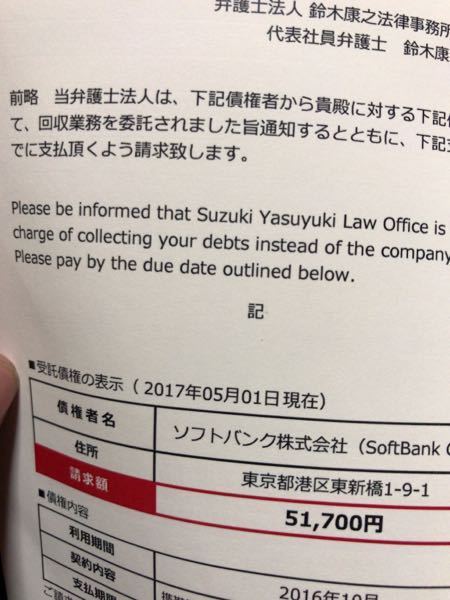 弁護士法人 鈴木康之法律事務所
代表社員弁護士 鈴木康
前略 当弁護士法人は、下記債権者から貴殿に対する下記
て、回収業務を委託されました旨通知するとともに、下記
でに支払頂くよう請求致します。
Please be informed that Suzuki Yasuyuki Law Office is
charge of collecting your debts instead of the company
Please pay by the due date outlined below.
記
■受託債権の表示（2017年05月01日現在）
債権者名 ソフトバンク株式会社（SoftBank
住所 東京都港区東新橋1-9-1
請求額 51,700円
■債権内容
利用期間
契約内容 2016年10月
支払期間